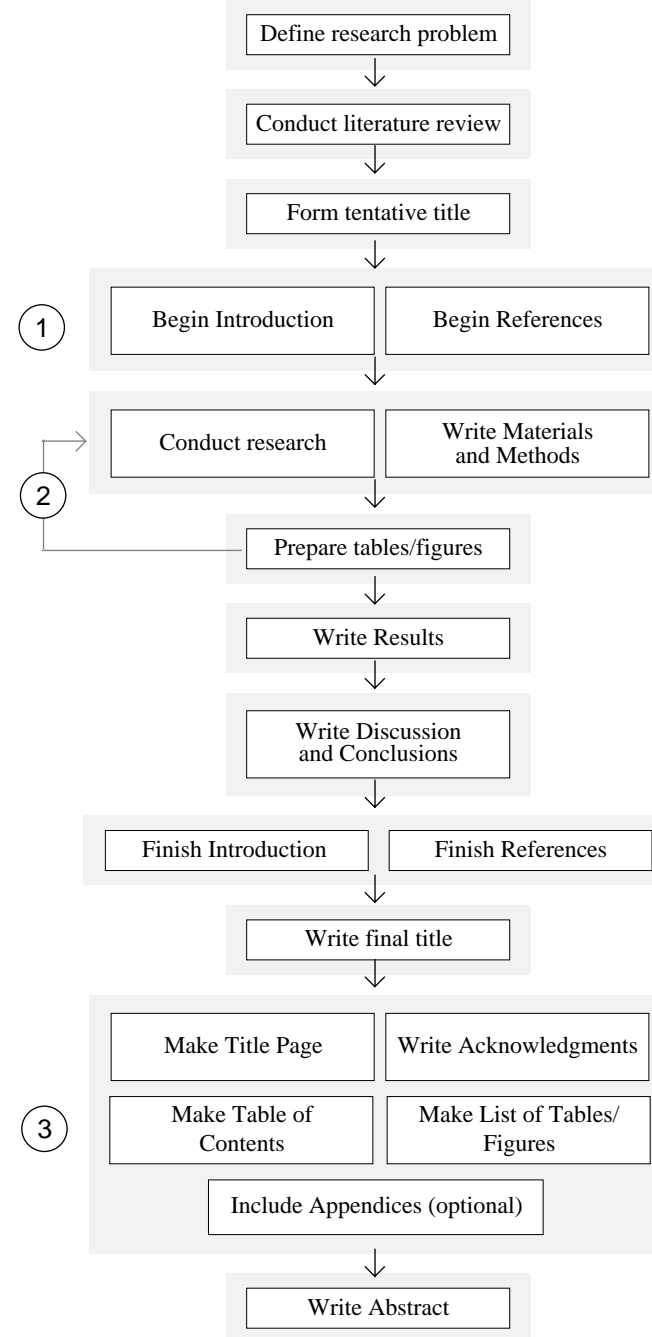 Define research problem
Conduct literature review
Form tentative title
1
Begin Introduction
Begin References
Conduct research
Write Materials
and Methods
2
Prepare tables/figures
Write Results
Write Discussion
and Conclusions
Finish Introduction
Finish References
Write final title
Make Title Page
Write Acknowledgments
3
Make Table of
Contents
Make List of Tables/
Figures
Include Appendices (optional)
Write Abstract